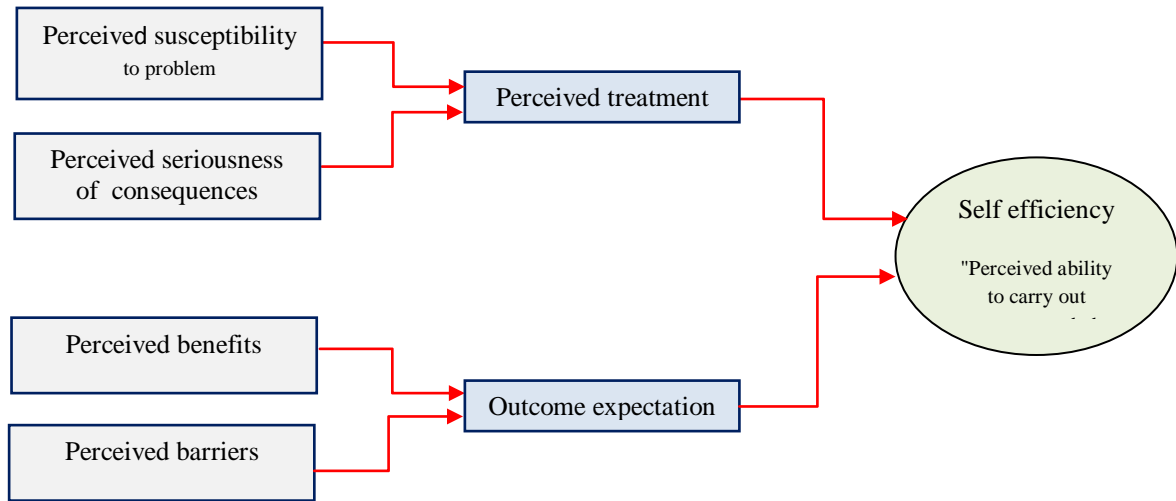 Perceived susceptibility
to problem
Perceived treatment
Perceived seriousness
of consequences
Self efficiency
"Perceived ability
to carry out
Perceived benefits
Outcome expectation
Perceived barriers